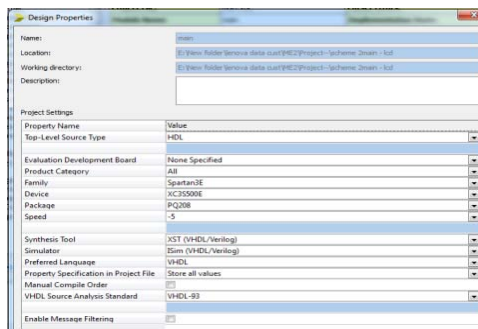 Design Properties
Name: main
Location:
Working directory:
Description:
Project Settings
Property Name Value
Top-Level Source Type HDL
Evaluation Development Board None Specified
Product Category All
Family Spartan3E
Device XC3S500E
Package PQ208
Speed -5
Synthesis Tool XST (VHDL/Verilog)
Simulator ISim (VHDL/Verilog)
Preferred Language VHDL
Property Specification in Project File Store all values
Manual Compile Order
VHDL Source Analysis Standard VHDL-93
Enable Message Filtering